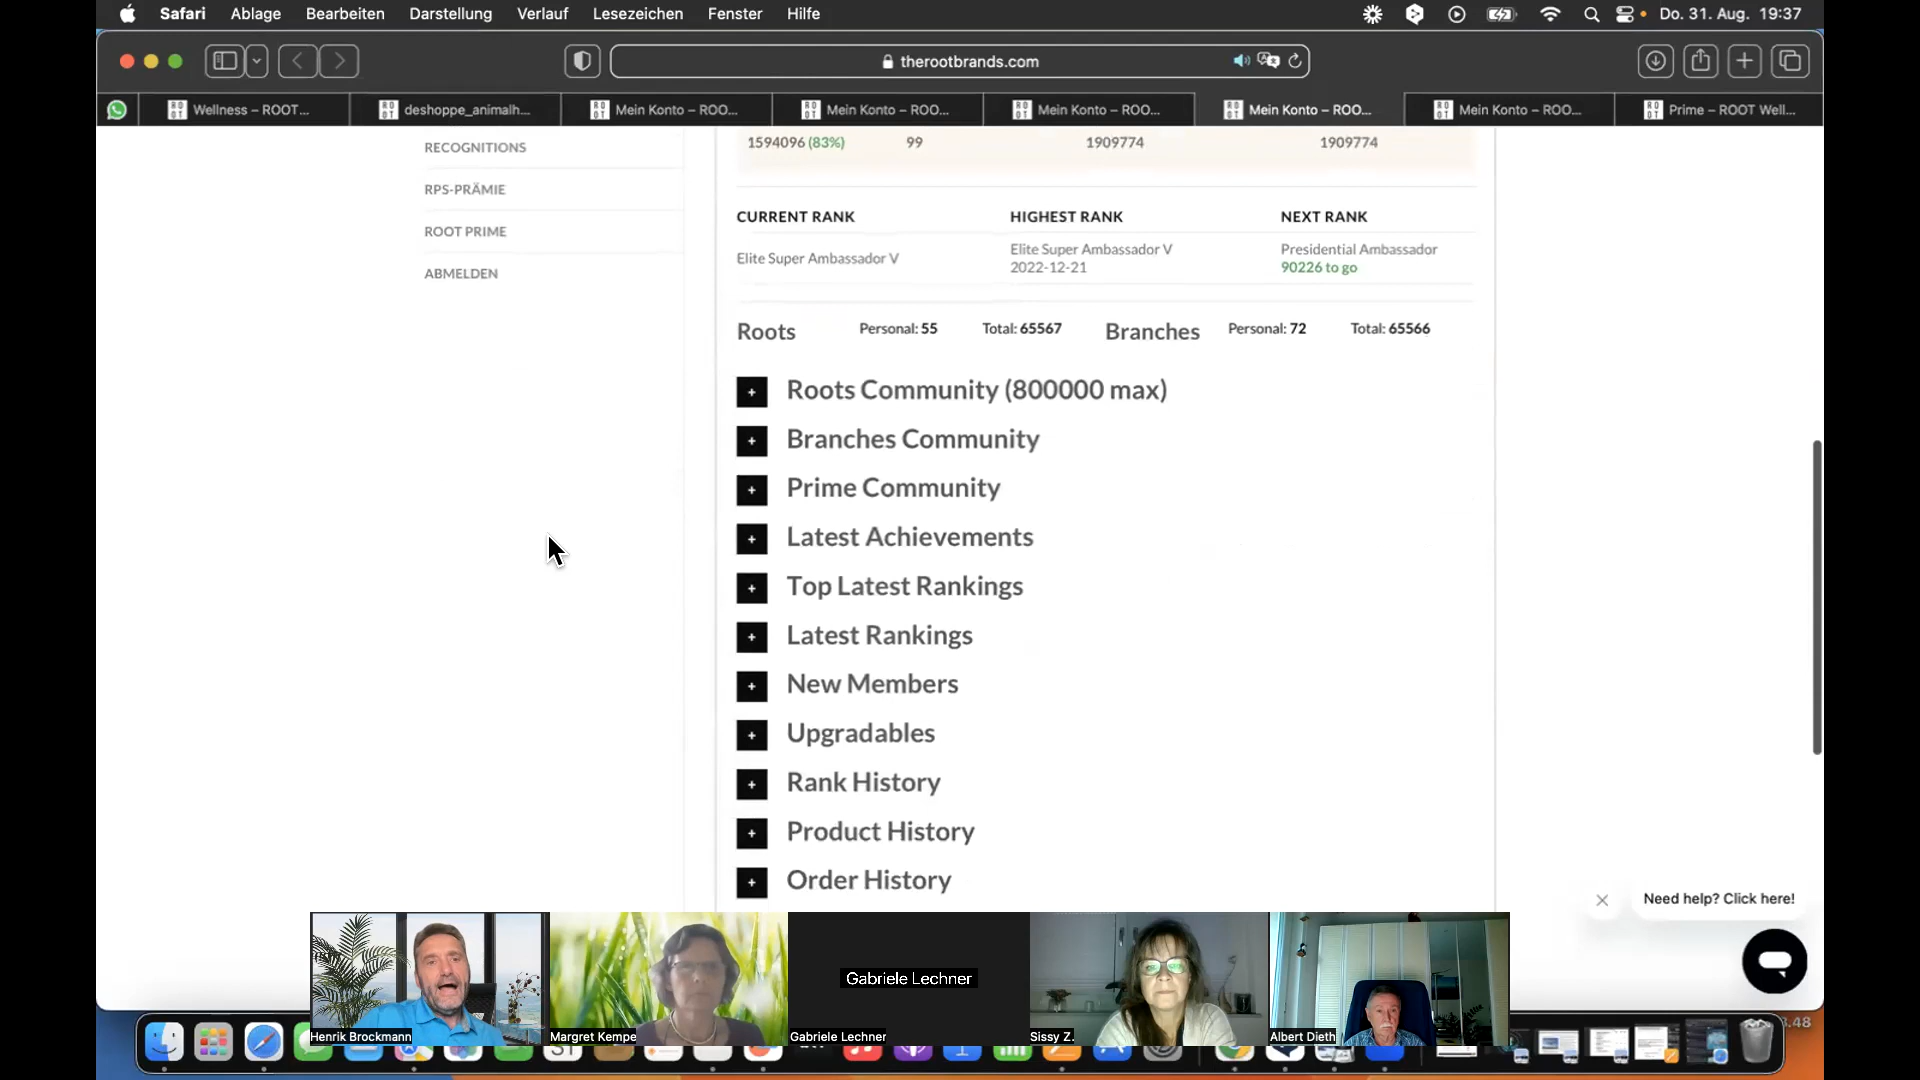 Safari Ablage Bearbeiten Darstellung Verlauf Lesezeichen Fenster Hilfe Do. 31. Aug. 19:37
therootbrands.com
Wellness – ROOT... deshoppe_animalh... Mein Konto – ROO... Mein Konto – ROO... Mein Konto – ROO... Mein Konto – ROO... Mein Konto – ROO... Prime – ROOT Well...
1594096 (83%) 99 1909774 1909774
RECOGNITIONS
RPS-PRÄMIE
ROOT PRIME
ABMELDEN
CURRENT RANK HIGHEST RANK NEXT RANK
Elite Super Ambassador V Elite Super Ambassador V Presidential Ambassador
2022-12-21 90226 to go
Roots Personal: 55 Total: 65567 Branches Personal: 72 Total: 65566
+ Roots Community (800000 max)
+ Branches Community
+ Prime Community
+ Latest Achievements
+ Top Latest Rankings
+ Latest Rankings
+ New Members
+ Upgradables
+ Rank History
+ Product History
+ Order History
Need help? Click here!
Gabriele Lechner
Henrik Brockmann Margret Kempe Gabriele Lechner Sissy Z. Albert Dieth